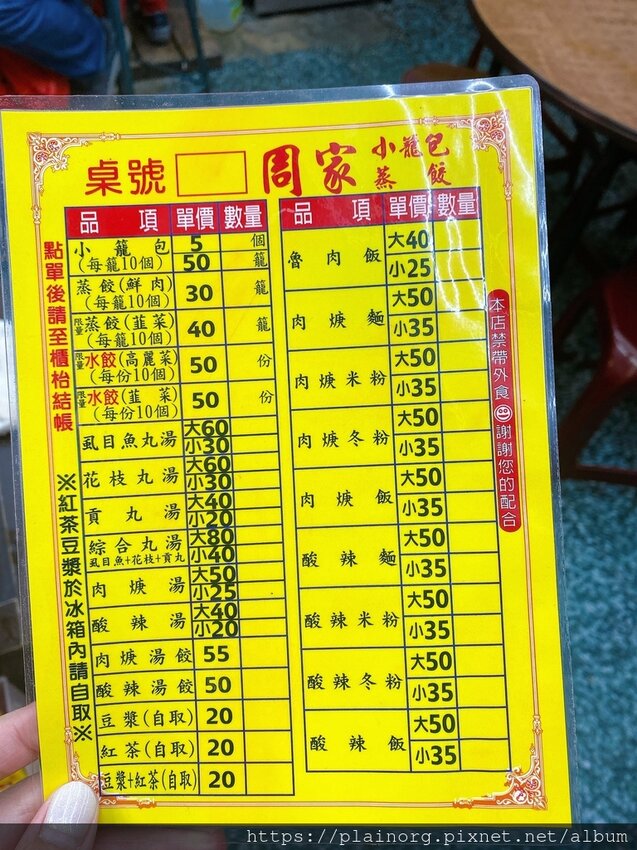 桌號 周家 小籠包
蒸餃
品項 單價 數量
小籠包 5 個
(每籠10個) 50 籠
蒸餃(鮮肉) 30 籠
(每籠10個)
限量 蒸餃(韮菜) 40 籠
(每籠10個)
限量 水餃(高麗菜) 50 份
(每份10個)
限量 水餃(韮菜) 50 份
(每份10個)
虱目魚丸湯 大60
小30
花枝丸湯 大60
小30
貢丸湯 大40
小20
綜合丸湯 大80
虱目魚+花枝+貢丸 小40
肉焿湯 大50
小25
酸辣湯 大40
小20
肉焿湯餃 55
酸辣湯餃 50
豆漿(自取) 20
紅茶(自取) 20
豆漿+紅茶(自取) 20
品項 單價 數量
魯肉飯 大40
小25
肉焿麵 大50
小35
肉焿米粉 大50
小35
肉焿冬粉 大50
小35
肉焿飯 大50
小35
酸辣麵 大50
小35
酸辣米粉 大50
小35
酸辣冬粉 大50
小35
酸辣飯 大50
小35
點單後請至櫃枱結帳
※紅茶豆漿於冰箱內請自取※
本店禁帶外食 謝謝您的配合
https://plainorg.pixnet.net/album